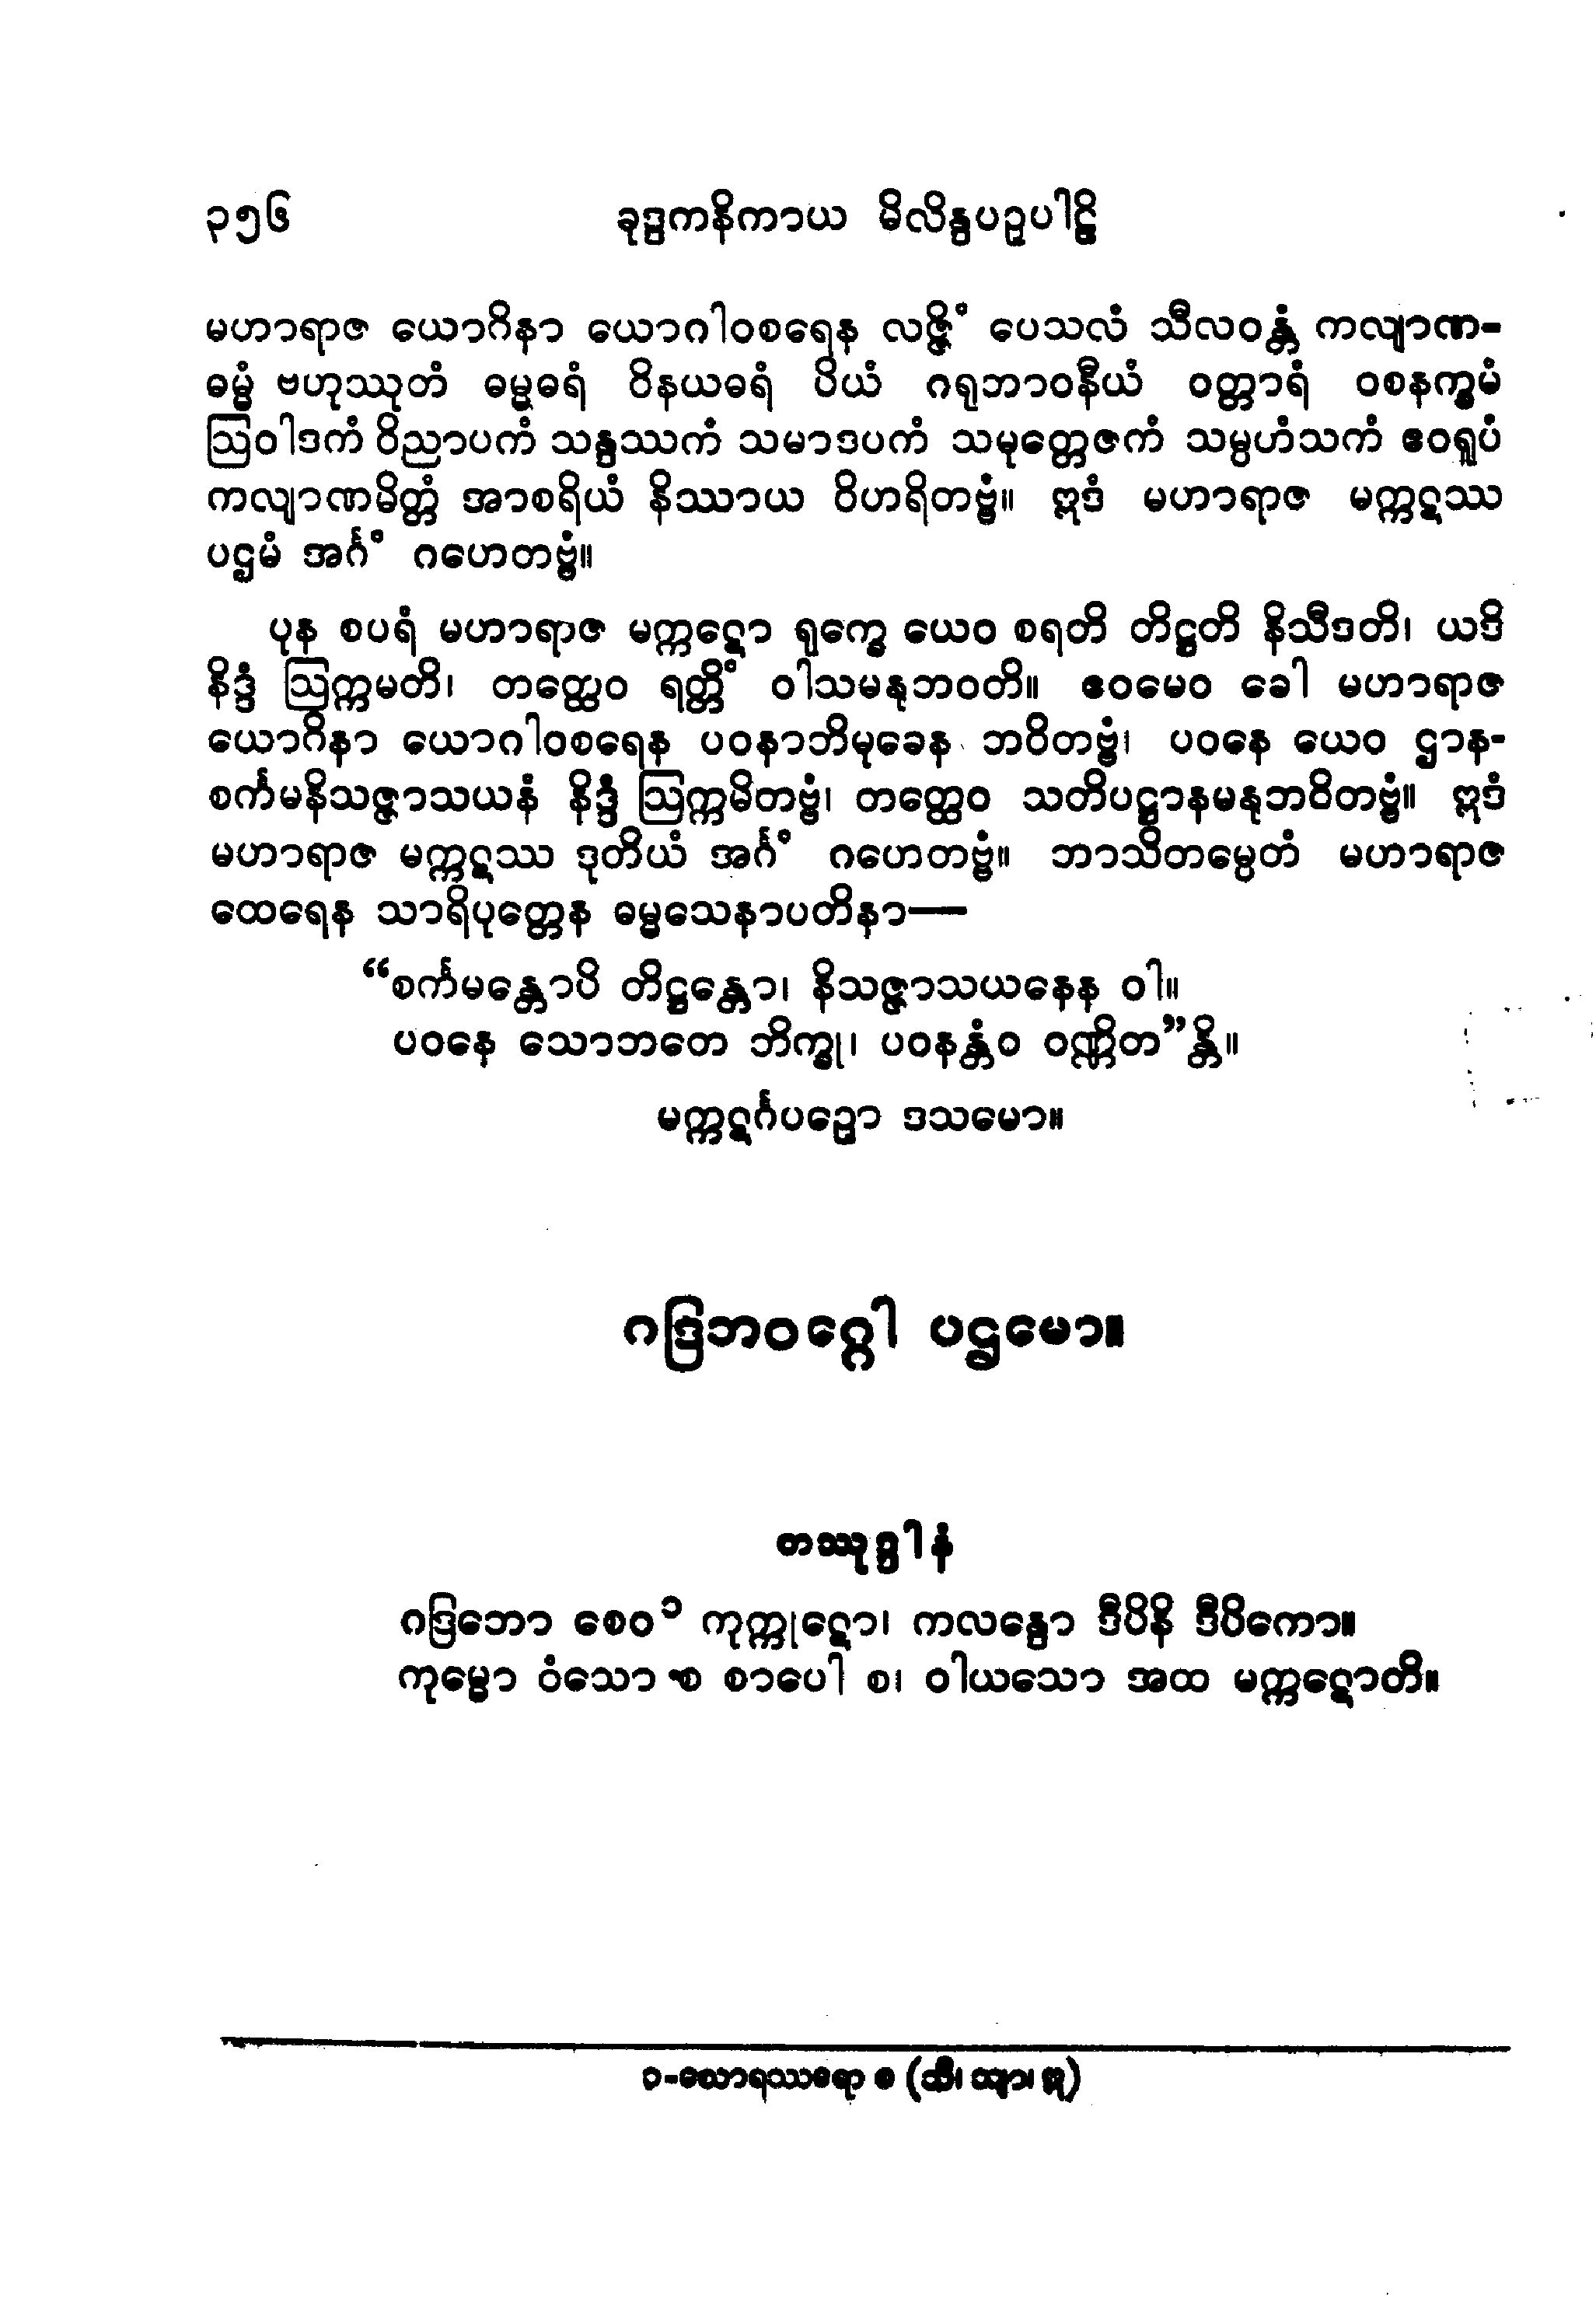 ၃၅၆ ခုဒ္ဒကနိကာယ မိလိန္ဒပဉှပါဠိ
မဟာရာဇ ယောဂိနာ ယောဂါဝစရေန လဇ္ဇိံ ပေသလံ သီလဝန္တံ ကလျာဏ-
ဓမ္မံ ဗဟုဿုတံ ဓမ္မဓရံ ဝိနယဓရံ ပိယံ ဂရုဘာဝနီယံ ဝတ္တာရံ ဝစနက္ခမံ
ဩဝါဒကံ ဝိညာပကံ သန္ဒဿကံ သမာဒပကံ သမုတ္တေဇကံ သမ္ပဟံသကံ ဧဝရူပံ
ကလျာဏမိတ္တံ အာစရိယံ နိဿာယ ဝိဟရိတဗ္ဗံ။ ဣဒံ မဟာရာဇ မက္ကဋဿ
ပဌမံ အင်္ဂံ ဂဟေတဗ္ဗံ။
ပုန စပရံ မဟာရာဇ မက္ကဋော ရုက္ခေ ယေဝ စရတိ တိဋ္ဌတိ နိသီဒတိ၊ ယဒိ
နိဒ္ဒံ ဩက္ကမတိ၊ တတ္ထေဝ ရတ္တိံ ဝါသမနုဘဝတိ။ ဧဝမေဝ ခေါ မဟာရာဇ
ယောဂိနာ ယောဂါဝစရေန ပဝနာဘိမုခေန ဘဝိတဗ္ဗံ၊ ပဝနေ ယေဝ ဌာန-
စင်္ကမနိသဇ္ဇာသယနံ နိဒ္ဒံ ဩက္ကမိတဗ္ဗံ၊ တတ္ထေဝ သတိပဋ္ဌာနမနုဘဝိတဗ္ဗံ။ ဣဒံ
မဟာရာဇ မက္ကဋဿ ဒုတိယံ အင်္ဂံ ဂဟေတဗ္ဗံ။ ဘာသိတမ္ပေတံ မဟာရာဇ
ထေရေန သာရိပုတ္တေန ဓမ္မသေနာပတိနာ—
“စင်္ကမန္တောပိ တိဋ္ဌန္တော၊ နိသဇ္ဇာသယနေန ဝါ။
ပဝနေ သောဘတေ ဘိက္ခု၊ ပဝနန္တံဝ ဝဏ္ဏိတ”န္တိ။
မက္ကဋင်္ဂပဉှော ဒသမော။
ဂဒြဘဝဂ္ဂေါ ပဌမော။
တဿုဒ္ဒါနံ
ဂဒြဘော စေဝ၁ ကုက္ကုဋော၊ ကလန္ဒော ဒီပိနိ ဒီပိကော။
ကုမ္မော ဝံသော စ စာပေါ စ၊ ဝါယသော အထ မက္ကဋောတိ။
၁-ဃောရဿရော စ (သီ၊ သျာ၊ ဣ)